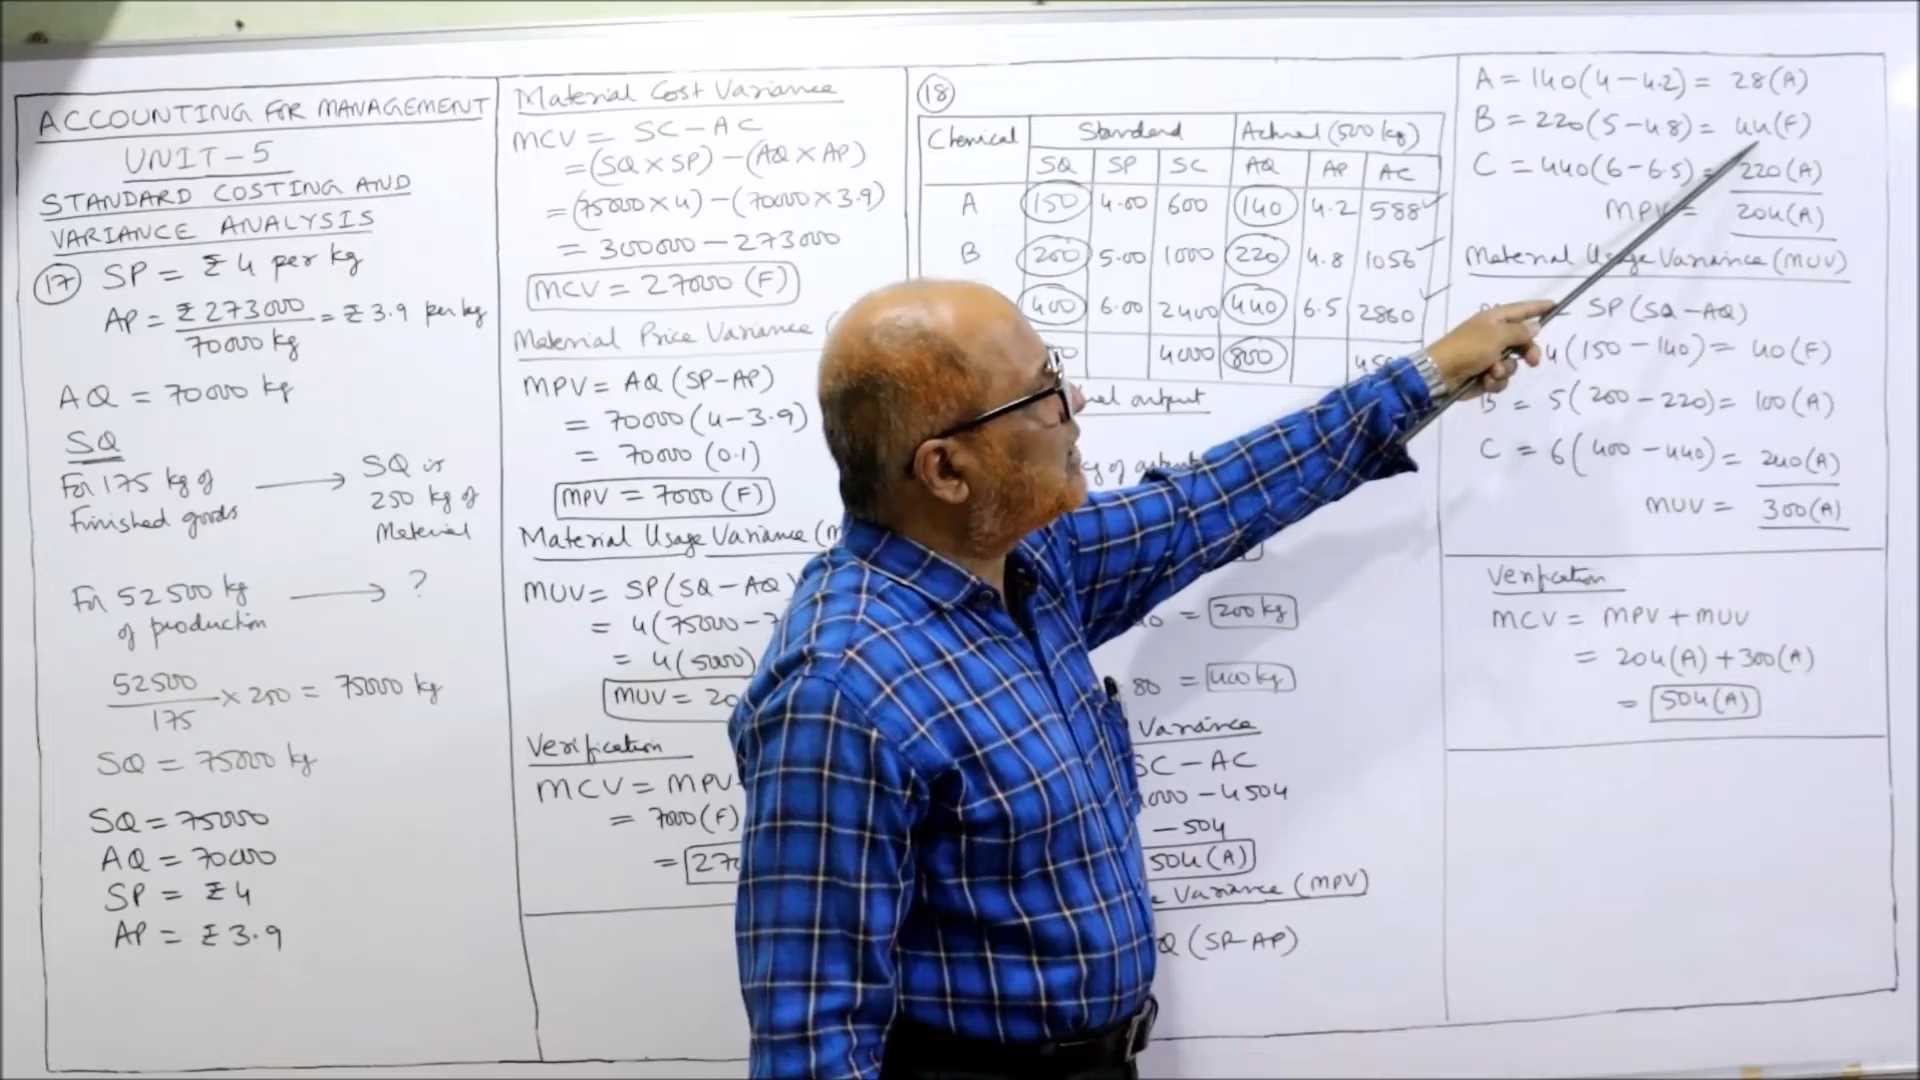 ACCOUNTING FOR MANAGEMENT
UNIT-5
STANDARD COSTING AND
VARIANCE ANALYSIS
17 SP = ₹ 4 per kg
AP = ₹ 273000 / 70000 kg = ₹ 3.9 per kg
AQ = 70000 kg
SQ
For 175 kg of → SQ is
Finished goods 250 kg of
Material
For 52500 kg → ?
of production
52500 / 175 × 250 = 75000 kg
SQ = 75000 kg
SQ = 75000
AQ = 70000
SP = ₹ 4
AP = ₹ 3.9
Material Cost Variance
MCV = SC - AC
= (SQ × SP) - (AQ × AP)
= (75000 × 4) - (70000 × 3.9)
= 300000 - 273000
MCV = 27000 (F)
Material Price Variance (
MPV = AQ (SP-AP)
= 70000 (4-3.9)
= 70000 (0.1)
MPV = 7000 (F)
Material Usage Variance (m
MUV = SP(SQ-AQ)
= 4(75000-7
= 4(5000)
MUV = 20
Verification
MCV = MPV
= 7000 (F)
= 270
18
Chemical Standard Actual (500 kg)
SQ SP SC AQ AP AC
A 150 4.00 600 140 4.2 588
B 200 5.00 1000 220 4.8 1056
400 6.00 2400 440 6.5 2860
4000 800
output
of output
= 200 kg
80 = 400 kg
Variance
SC - AC
000 - 4504
- 504
504 (A)
Variance (MPV)
Q (SP-AP)
A = 140(4-4.2) = 28(A)
B = 220(5-4.8) = 44(F)
C = 440(6-6.5) = 220(A)
MPV = 204(A)
Material Usage Variance (MUV)
= SP(SQ-AQ)
4(150-140) = 40(F)
B = 5(200-220) = 100(A)
C = 6(400-440) = 240(A)
MUV = 300(A)
Verification
MCV = MPV + MUV
= 204(A) + 300(A)
= 504(A)